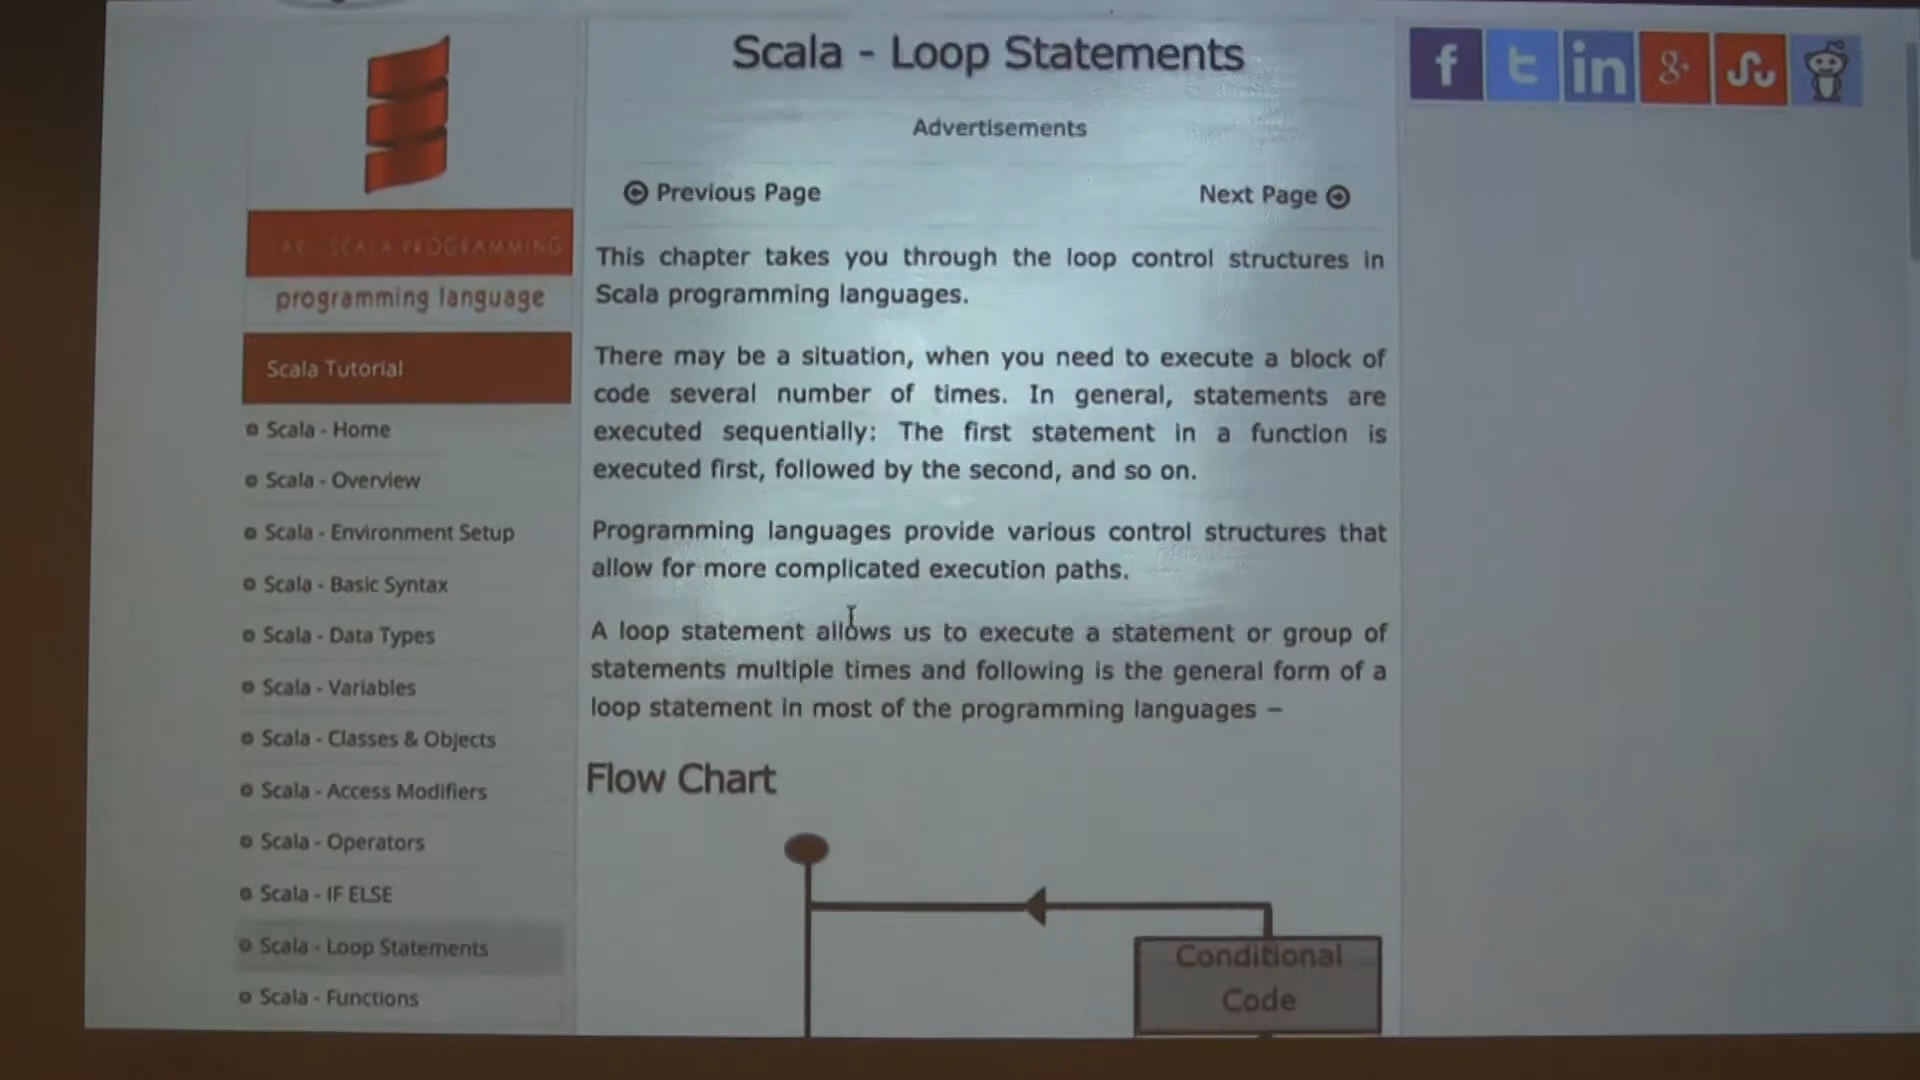 Scala - Loop Statements
Advertisements
Previous Page
Next Page
SCALA PROGRAMMING
programming language
Scala Tutorial
Scala - Home
Scala - Overview
Scala - Environment Setup
Scala - Basic Syntax
Scala - Data Types
Scala - Variables
Scala - Classes & Objects
Scala - Access Modifiers
Scala - Operators
Scala - IF ELSE
Scala - Loop Statements
Scala - Functions
This chapter takes you through the loop control structures in
Scala programming languages.
There may be a situation, when you need to execute a block of
code several number of times. In general, statements are
executed sequentially: The first statement in a function is
executed first, followed by the second, and so on.
Programming languages provide various control structures that
allow for more complicated execution paths.
A loop statement allows us to execute a statement or group of
statements multiple times and following is the general form of a
loop statement in most of the programming languages –
Flow Chart
Conditional
Code
f
t
in
g+